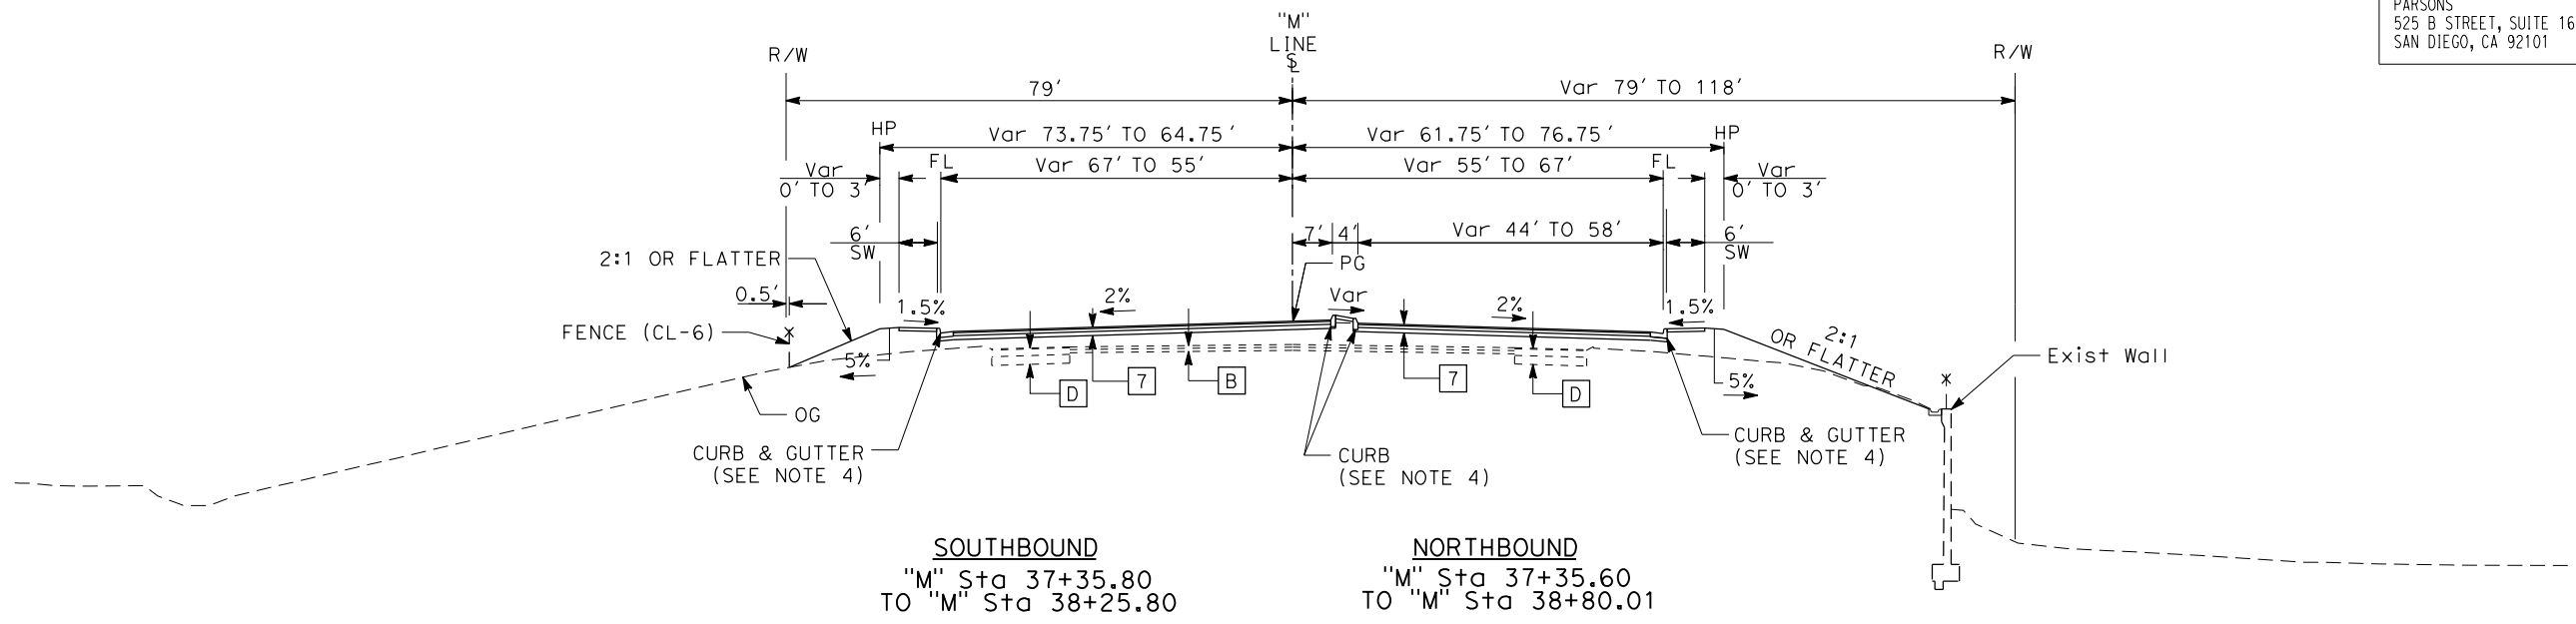 PARSONS
525 B STREET, SUITE 16
SAN DIEGO, CA 92101
"M"
LINE
R/W
R/W
79'
Var 79' TO 118'
HP
Var 73.75' TO 64.75'
Var 61.75' TO 76.75'
HP
FL
Var 67' TO 55'
Var 55' TO 67'
FL
Var
0' TO 3'
Var
0' TO 3'
6'
SW
7'
4'
Var 44' TO 58'
6'
SW
2:1 OR FLATTER
PG
0.5'
1.5%
2%
Var
2%
1.5%
FENCE (CL-6)
2:1
OR FLATTER
Exist Wall
5%
D
7
B
7
D
5%
OG
CURB & GUTTER
(SEE NOTE 4)
CURB
(SEE NOTE 4)
CURB & GUTTER
(SEE NOTE 4)
SOUTHBOUND
"M" Sta 37+35.80
TO "M" Sta 38+25.80
NORTHBOUND
"M" Sta 37+35.60
TO "M" Sta 38+80.01